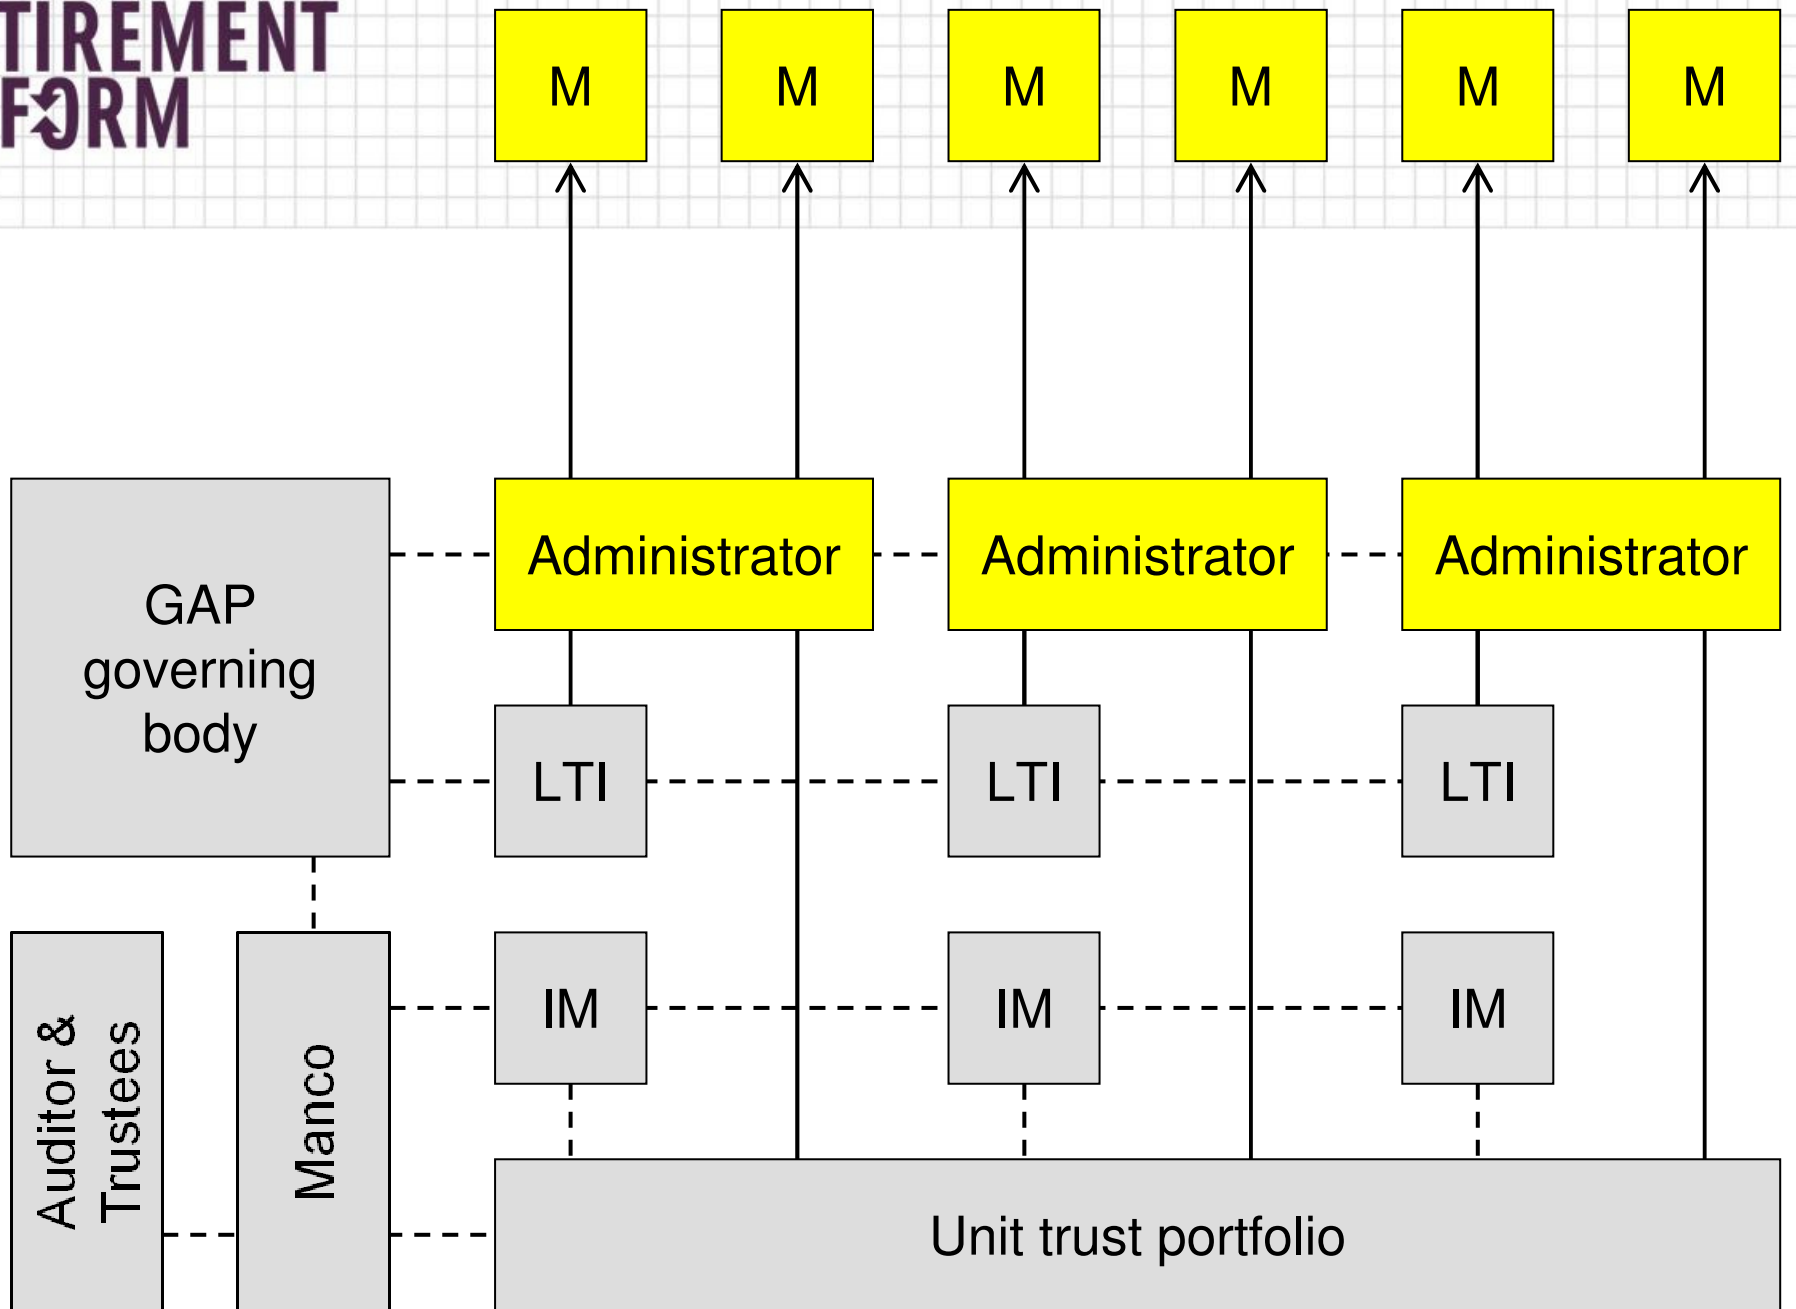 TIREMENT
FORM
M M M M M M
GAP
governing
body
Administrator Administrator Administrator
LTI LTI LTI
Auditor &
Trustees
Manco
IM IM IM
Unit trust portfolio